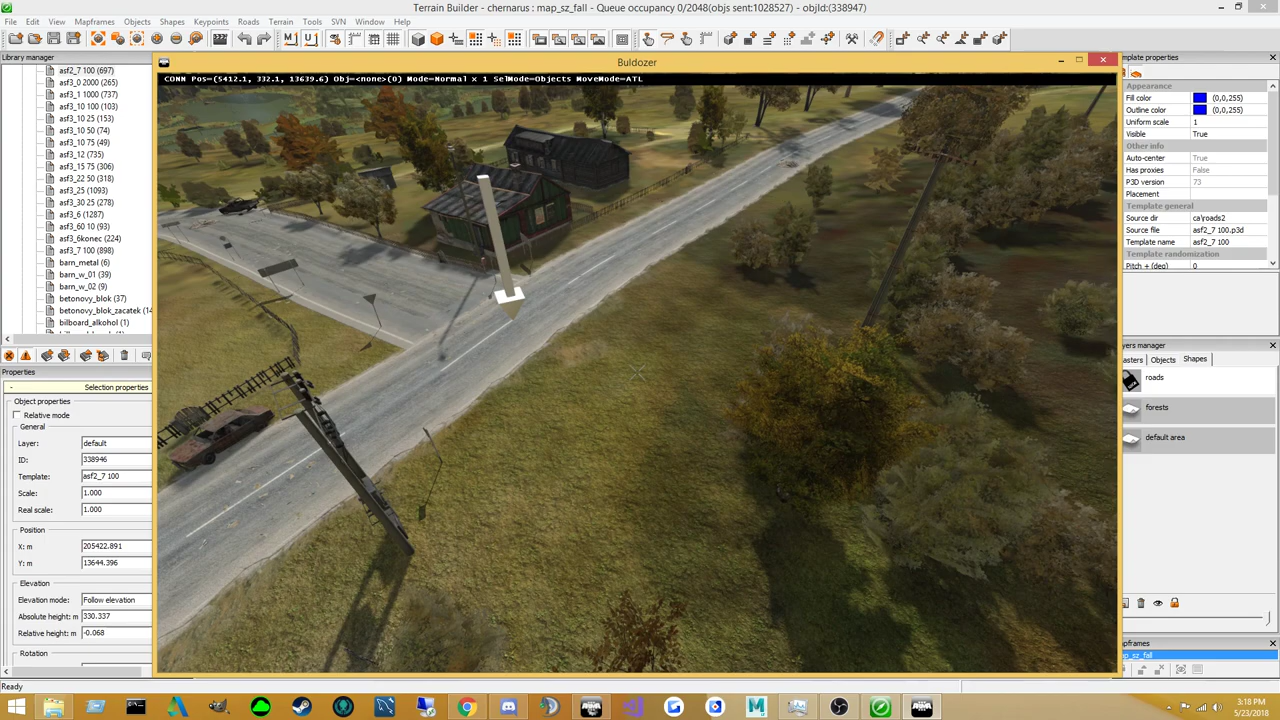 Terrain Builder - chernarus : map_sz_fall - Queue occupancy 0/2048(objs sent:1028527) - objId:(338947)
File Edit View Mapframes Objects Shapes Keypoints Roads Terrain Tools SVN Window Help
Library manager
asf2_7 100 (697)
asf3_0 2000 (265)
asf3_1 1000 (737)
asf3_10 100 (103)
asf3_10 25 (153)
asf3_10 50 (74)
asf3_10 75 (49)
asf3_12 (735)
asf3_15 75 (306)
asf3_22 50 (318)
asf3_25 (1093)
asf3_30 25 (278)
asf3_6 (1287)
asf3_60 10 (93)
asf3_6konec (224)
asf3_7 100 (898)
barn_metal (6)
barn_w_01 (39)
barn_w_02 (86)
betonovy_blok (37)
betonovy_blok_zacatek (14
billboard_alkohol (1)
Properties
Selection properties
Object properties
Relative mode
General
Layer: default
ID: 338946
Template: asf2_7 100
Scale: 1.000
Real scale: 1.000
Position
X: m 205422.891
Y: m 13644.396
Elevation
Elevation mode: Follow elevation
Absolute height: m 330.337
Relative height: m -0.068
Rotation
Ready
Buldozer
CONN Pos=(5412.1, 332.1, 13639.6) Obj=<none>(0) Mode=Normal x 1 SelMode=Objects MoveMode=ATL
emplate properties
Appearance
Fill color (0,0,255)
Outline color (0,0,255)
Uniform scale 1
Visible True
Other info
Auto-center True
Has proxies False
P3D version 73
Placement
Template general
Source dir ca\roads2
Source file asf2_7 100.p3d
Template name asf2_7 100
Template randomization
Pitch + (deg) 0
ayers manager
asters Objects Shapes
roads
forests
default area
apframes
ap_sz_fall
3:18 PM
5/23/2018